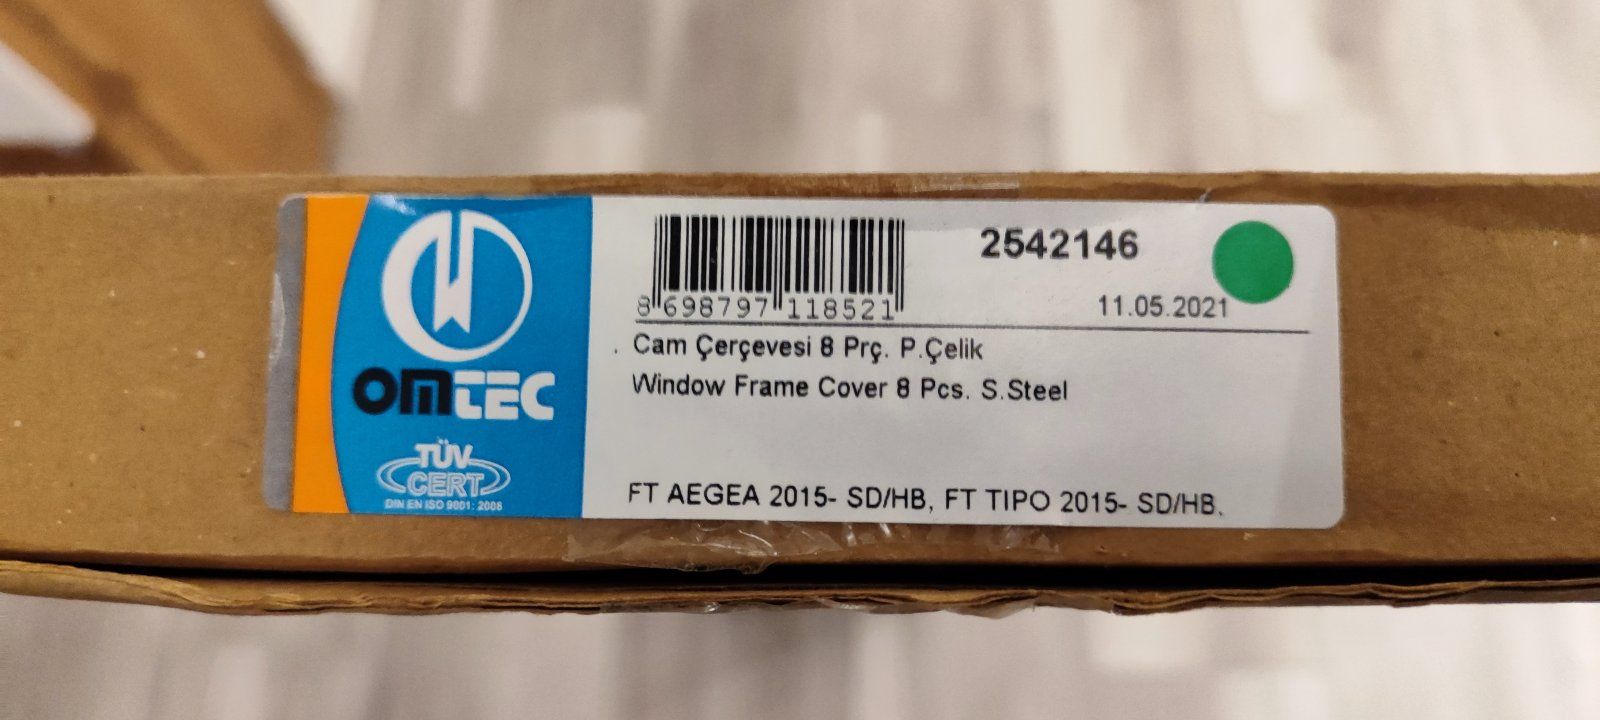 OMTEC
TÜV
CERT
DIN EN ISO 9001: 2008
2542146
8 698797 118521
11.05.2021
Cam Çerçevesi 8 Prç. P.Çelik
Window Frame Cover 8 Pcs. S.Steel
FT AEGEA 2015- SD/HB, FT TIPO 2015- SD/HB.